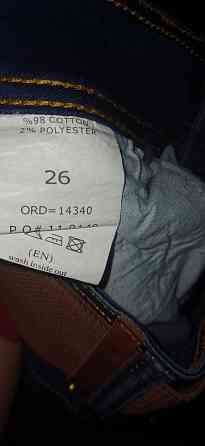 %98 COTTON
2% POLYESTER
26
ORD=14340
P.O#
(EN)
wash inside out